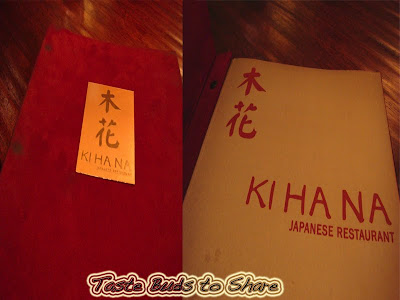 木
花
KI HA NA
木
花
KI HA NA
JAPANESE RESTAURANT
Taste Buds to Share